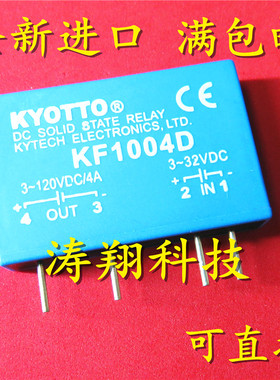 新进口 满包
KYOTTO®
CE
DC SOLID STATE RELAY
KYTECH ELECTRONICS, LTD.
KF1004D
3~120VDC/4A 3~32VDC
+ - - +
4 OUT 3 2 IN 1
涛翔科技
可直